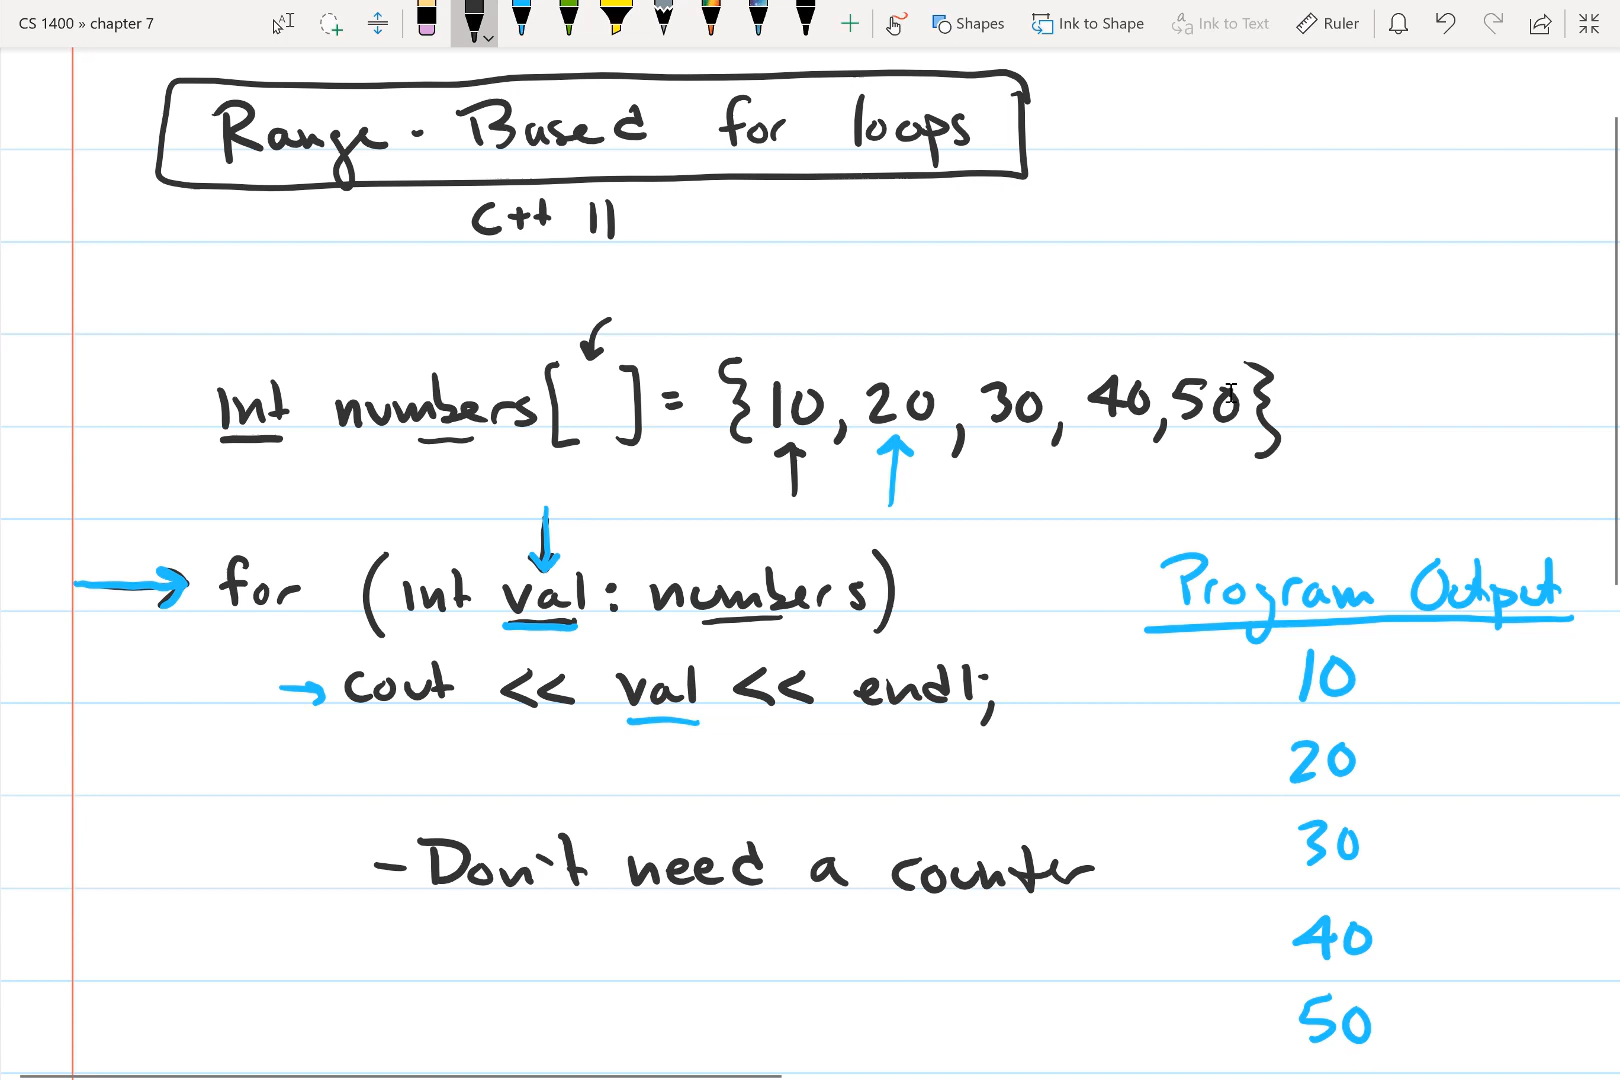 CS 1400 » chapter 7
Shapes Ink to Shape Ink to Text Ruler
Range-Based for loops
C++ 11
Int numbers[ ] = {10, 20, 30, 40, 50}
for (int val: numbers)
Program Output
cout << val << endl;
10
20
- Don't need a counter
30
40
50